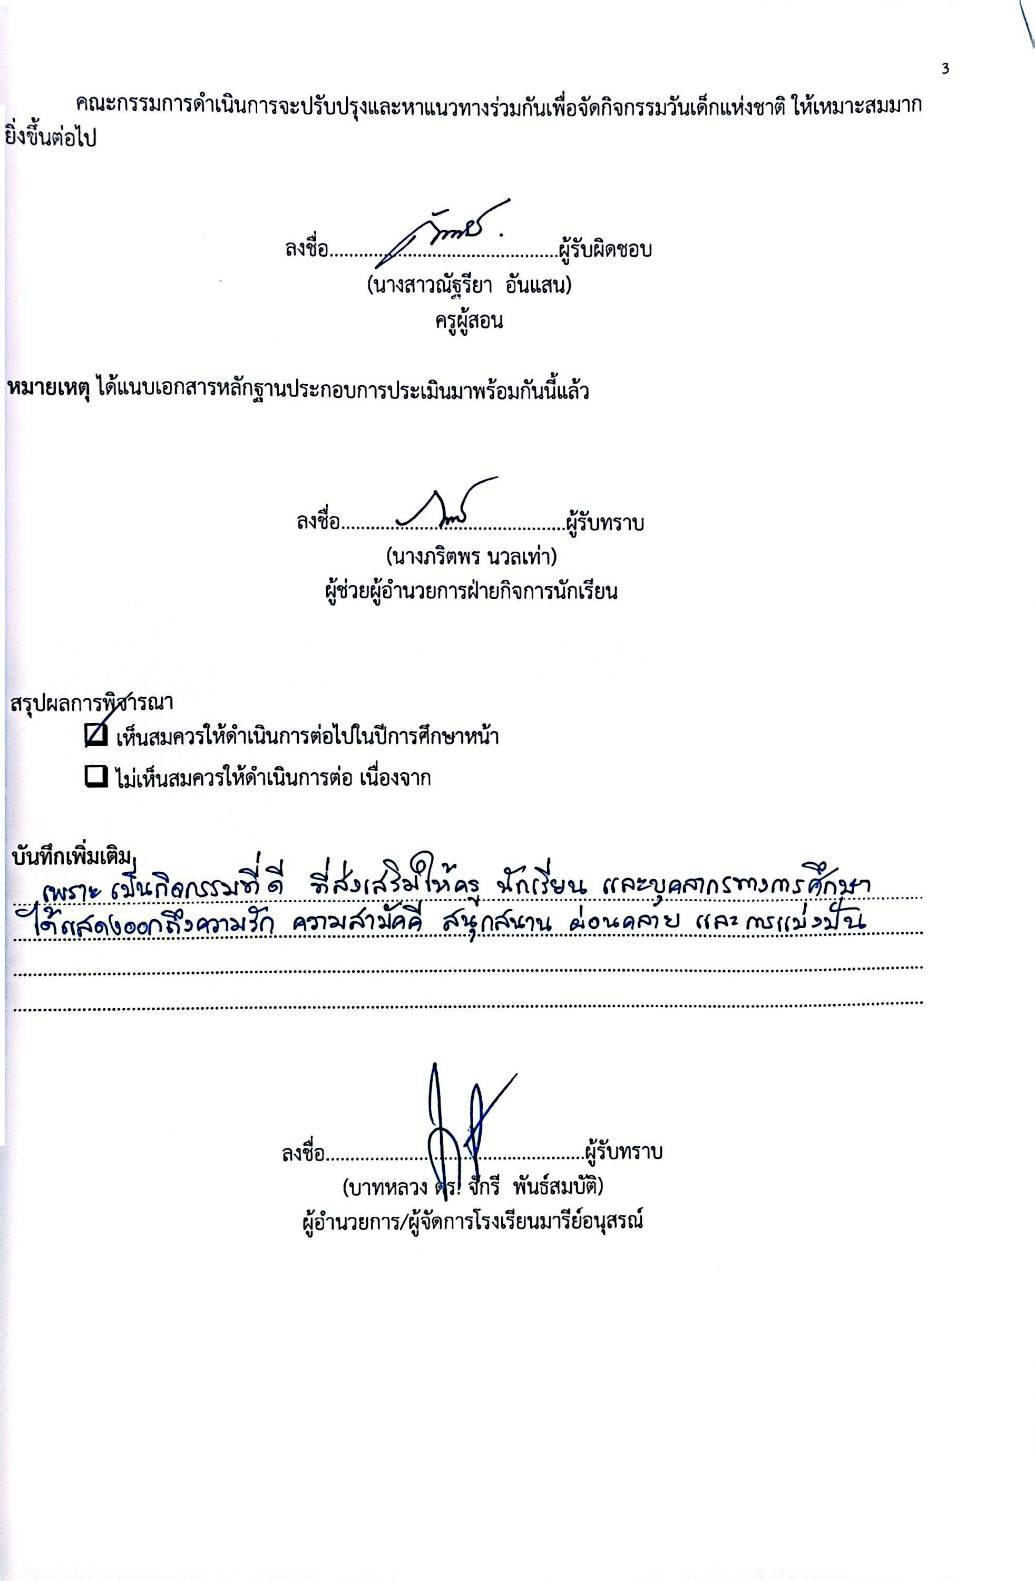 3
คณะกรรมการดำเนินการจะปรับปรุงและหาแนวทางร่วมกันเพื่อจัดกิจกรรมวันเด็กแห่งชาติ ให้เหมาะสมมาก
ยิ่งขึ้นต่อไป
ลงชื่อ..............................................ผู้รับผิดชอบ
(นางสาวณัฐรียา อันแสน)
ครูผู้สอน
หมายเหตุ ได้แนบเอกสารหลักฐานประกอบการประเมินมาพร้อมกันนี้แล้ว
ลงชื่อ..............................................ผู้รับทราบ
(นางภริตพร นวลเท่า)
ผู้ช่วยผู้อำนวยการฝ่ายกิจการนักเรียน
สรุปผลการพิจารณา
เห็นสมควรให้ดำเนินการต่อไปในปีการศึกษาหน้า
ไม่เห็นสมควรให้ดำเนินการต่อ เนื่องจาก
บันทึกเพิ่มเติม
เพราะ เป็นกิจกรรมที่ดี ที่ส่งเสริมให้ครู นักเรียน และบุคลากรทางการศึกษา
ได้แสดงออกถึงความรัก ความสามัคคี สนุกสนาน ผ่อนคลาย และการแบ่งปัน
ลงชื่อ..............................................ผู้รับทราบ
(บาทหลวง ดร. จักรี พันธ์สมบัติ)
ผู้อำนวยการ/ผู้จัดการโรงเรียนมารีย์อนุสรณ์